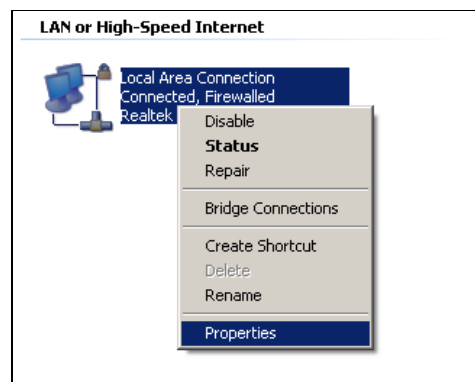 LAN or High-Speed Internet
Local Area Connection
Connected, Firewalled
Realtek
Disable
Status
Repair
Bridge Connections
Create Shortcut
Delete
Rename
Properties